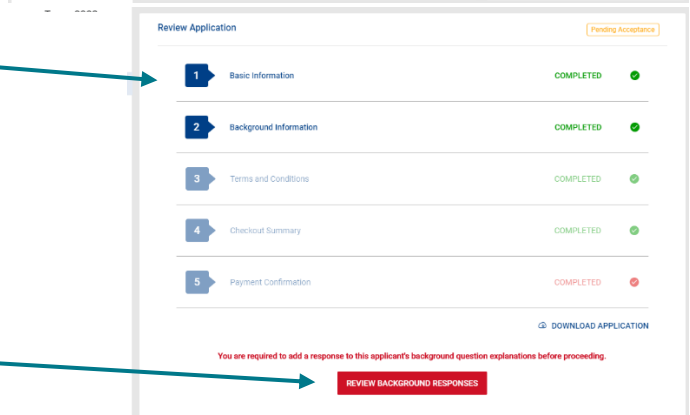 Review Application
Pending Acceptance
1 Basic Information COMPLETED
2 Background Information COMPLETED
3 Terms and Conditions COMPLETED
4 Checkout Summary COMPLETED
5 Payment Confirmation COMPLETED
DOWNLOAD APPLICATION
You are required to add a response to this applicant's background question explanations before proceeding.
REVIEW BACKGROUND RESPONSES